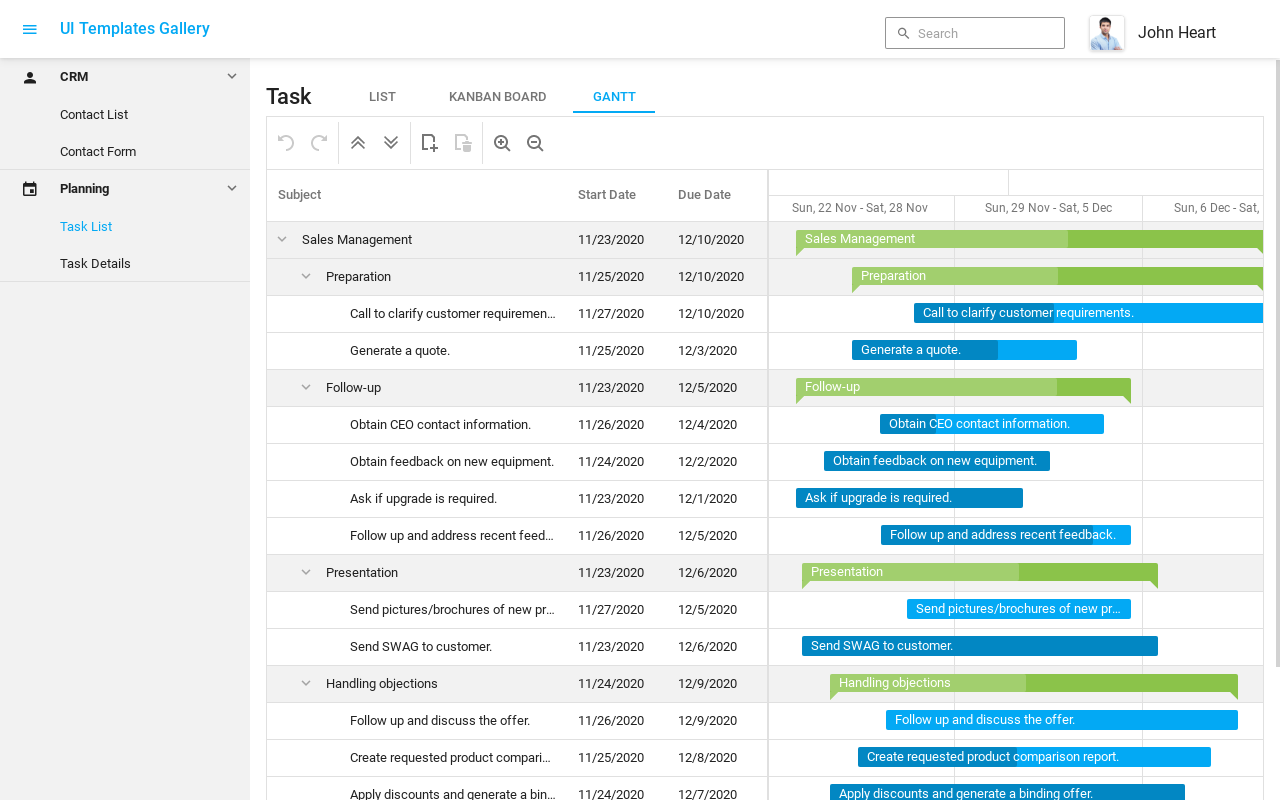 UI Templates Gallery
Search
John Heart
CRM
Contact List
Contact Form
Planning
Task List
Task Details
Task
LIST
KANBAN BOARD
GANTT
Subject Start Date Due Date
Sun, 22 Nov - Sat, 28 Nov Sun, 29 Nov - Sat, 5 Dec Sun, 6 Dec - Sat,
Sales Management 11/23/2020 12/10/2020 Sales Management
Preparation 11/25/2020 12/10/2020 Preparation
Call to clarify customer requiremen... 11/27/2020 12/10/2020 Call to clarify customer requirements.
Generate a quote. 11/25/2020 12/3/2020 Generate a quote.
Follow-up 11/23/2020 12/5/2020 Follow-up
Obtain CEO contact information. 11/26/2020 12/4/2020 Obtain CEO contact information.
Obtain feedback on new equipment. 11/24/2020 12/2/2020 Obtain feedback on new equipment.
Ask if upgrade is required. 11/23/2020 12/1/2020 Ask if upgrade is required.
Follow up and address recent feed... 11/26/2020 12/5/2020 Follow up and address recent feedback.
Presentation 11/23/2020 12/6/2020 Presentation
Send pictures/brochures of new pr... 11/27/2020 12/5/2020 Send pictures/brochures of new pr...
Send SWAG to customer. 11/23/2020 12/6/2020 Send SWAG to customer.
Handling objections 11/24/2020 12/9/2020 Handling objections
Follow up and discuss the offer. 11/26/2020 12/9/2020 Follow up and discuss the offer.
Create requested product compari... 11/25/2020 12/8/2020 Create requested product comparison report.
Apply discounts and generate a bin... 11/24/2020 12/7/2020 Apply discounts and generate a binding offer.